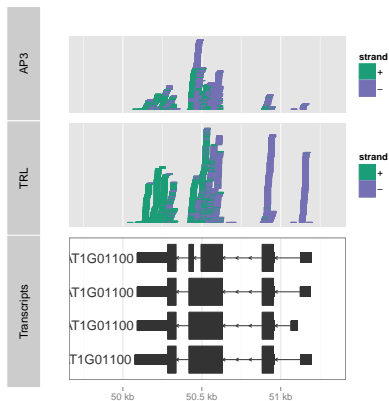 AP3
strand
+
−
TRL
strand
+
−
Transcripts
AT1G01100
AT1G01100
AT1G01100
AT1G01100
50 kb
50.5 kb
51 kb